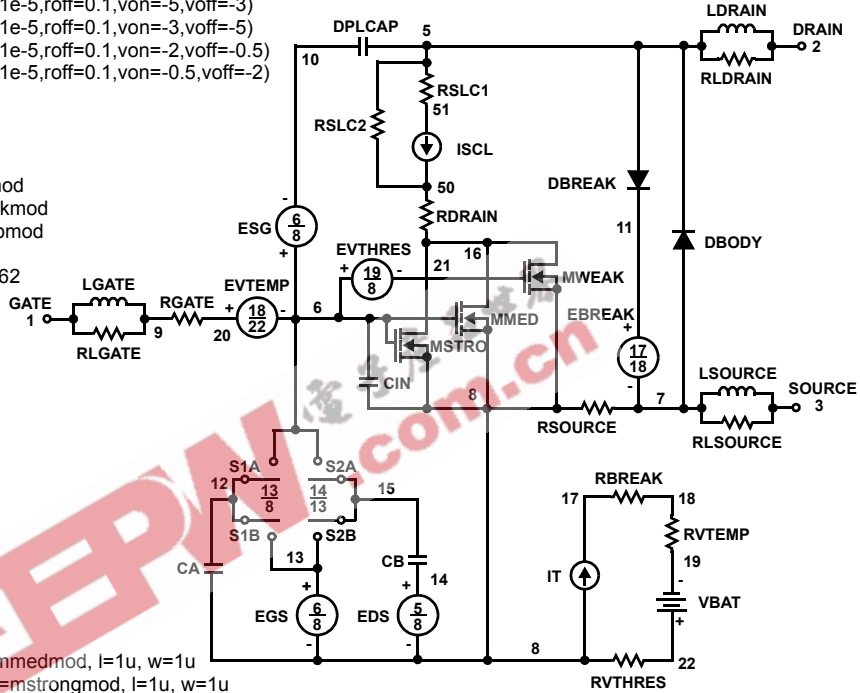 1e-5,roff=0.1,von=-5,voff=-3)
1e-5,roff=0.1,von=-3,voff=-5)
1e-5,roff=0.1,von=-2,voff=-0.5)
1e-5,roff=0.1,von=-0.5,voff=-2)
DPLCAP
5
10
LDRAIN
DRAIN
2
RLDRAIN
RSLC1
51
RSLC2
ISCL
50
RDRAIN
DBREAK
11
DBODY
mod
kmod
omod
62
-
ESG
6
8
+
EVTHRES
+
19
8
-
21
16
MWEAK
LGATE
GATE
1
RLGATE
9
RGATE
20
EVTEMP
+
18
22
-
6
MMED
MSTRO
CIN
EBREAK
+
17
18
-
8
RSOURCE
7
LSOURCE
SOURCE
3
RLSOURCE
電子產品世界
EEPW.com.cn
S1A
S2A
12
13
8
14
13
15
S1B
S2B
13
CA
CB
14
+
EGS
6
8
-
+
EDS
5
8
-
RBREAK
17
18
RVTEMP
19
IT
-
VBAT
+
8
22
RVTHRES
mmedmod, l=1u, w=1u
=mstrongmod, l=1u, w=1u